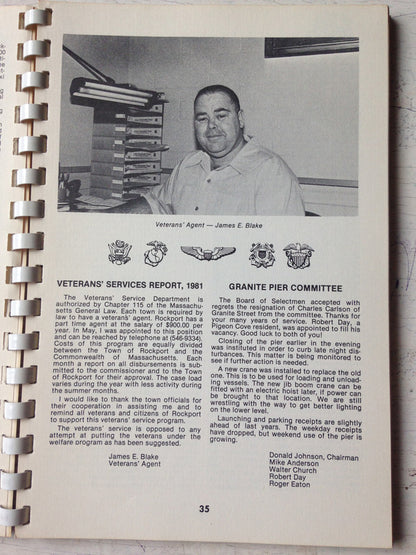 Veterans' Agent — James E. Blake
VETERANS' SERVICES REPORT, 1981
The Veterans' Service Department is
authorized by Chapter 115 of the Massachu-
setts General Law. Each town is required by
law to have a veterans' agent. Rockport has a
part time agent at the salary of $900.00 per
year. In May, I was appointed to this position
and can be reached by telephone at (546-9334).
Costs of this program are equally divided
between the Town of Rockport and the
Commonwealth of Massachusetts. Each
month a report on all disbursements is sub-
mitted to the commissioner and to the Town
of Rockport for their approval. The case load
varies during the year with less activity during
the summer months.
I would like to thank the town officials for
their cooperation in assisting me and to
remind all veterans and citizens of Rockport
to support this veterans' service program.
The veterans' service is opposed to any
attempt at putting the veterans under the
welfare orogram as has been suggested.
James E. Blake
Veterans' Agent
GRANITE PIER COMMITTEE
The Board of Selectmen accepted with
regrets the resignation of Charles Carlson of
Granite Street from the committee. Thanks for
your many years of service. Robert Day, a
Pigeon Cove resident, was appointed to fill his
vacancy. Good luck to both of you!
Closing of the pier earlier in the evening
was instituted in order to curb late night dis-
turbances. This matter is being monitored to
see if further action is needed.
A new crane was installed to replace the old
one. This is to be used for loading and unload-
ing vessels. The new jib boom crane can be
fitted with an electric hoist later, if power can
be brought to that location. We are still
wrestling with the way to get better lighting
on the lower level.
Launching and parking receipts are slightly
ahead of last years. The weekday receipts
have dropped, but weekend use of the pier is
growing.
Donald Johnson, Chairman
Mike Anderson
Walter Church
Robert Day
Roger Eaton
35